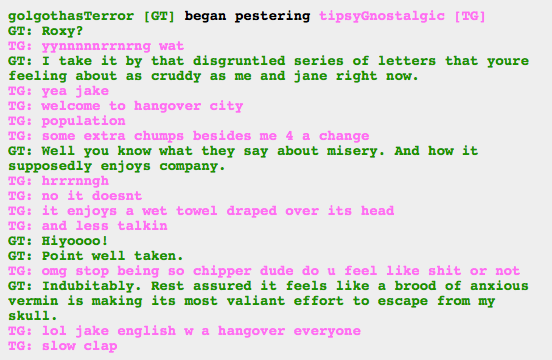 golgothasTerror [GT] began pestering tipsyGnostalgic [TG]
GT: Roxy?
TG: yynnnnnrrnrng wat
GT: I take it by that disgruntled series of letters that youre
feeling about as cruddy as me and jane right now.
TG: yea jake
TG: welcome to hangover city
TG: population
TG: some extra chumps besides me 4 a change
GT: Well you know what they say about misery. And how it
supposedly enjoys company.
TG: hrrrnngh
TG: no it doesnt
TG: it enjoys a wet towel draped over its head
TG: and less talkin
GT: Hiyoooo!
GT: Point well taken.
TG: omg stop being so chipper dude do u feel like shit or not
GT: Indubitably. Rest assured it feels like a brood of anxious
vermin is making its most valiant effort to escape from my
skull.
TG: lol jake english w a hangover everyone
TG: slow clap